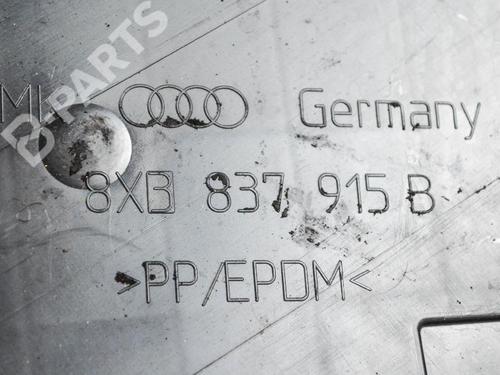 B-PARTS
Germany
8XB 837 915 B
>PP/EPDM<